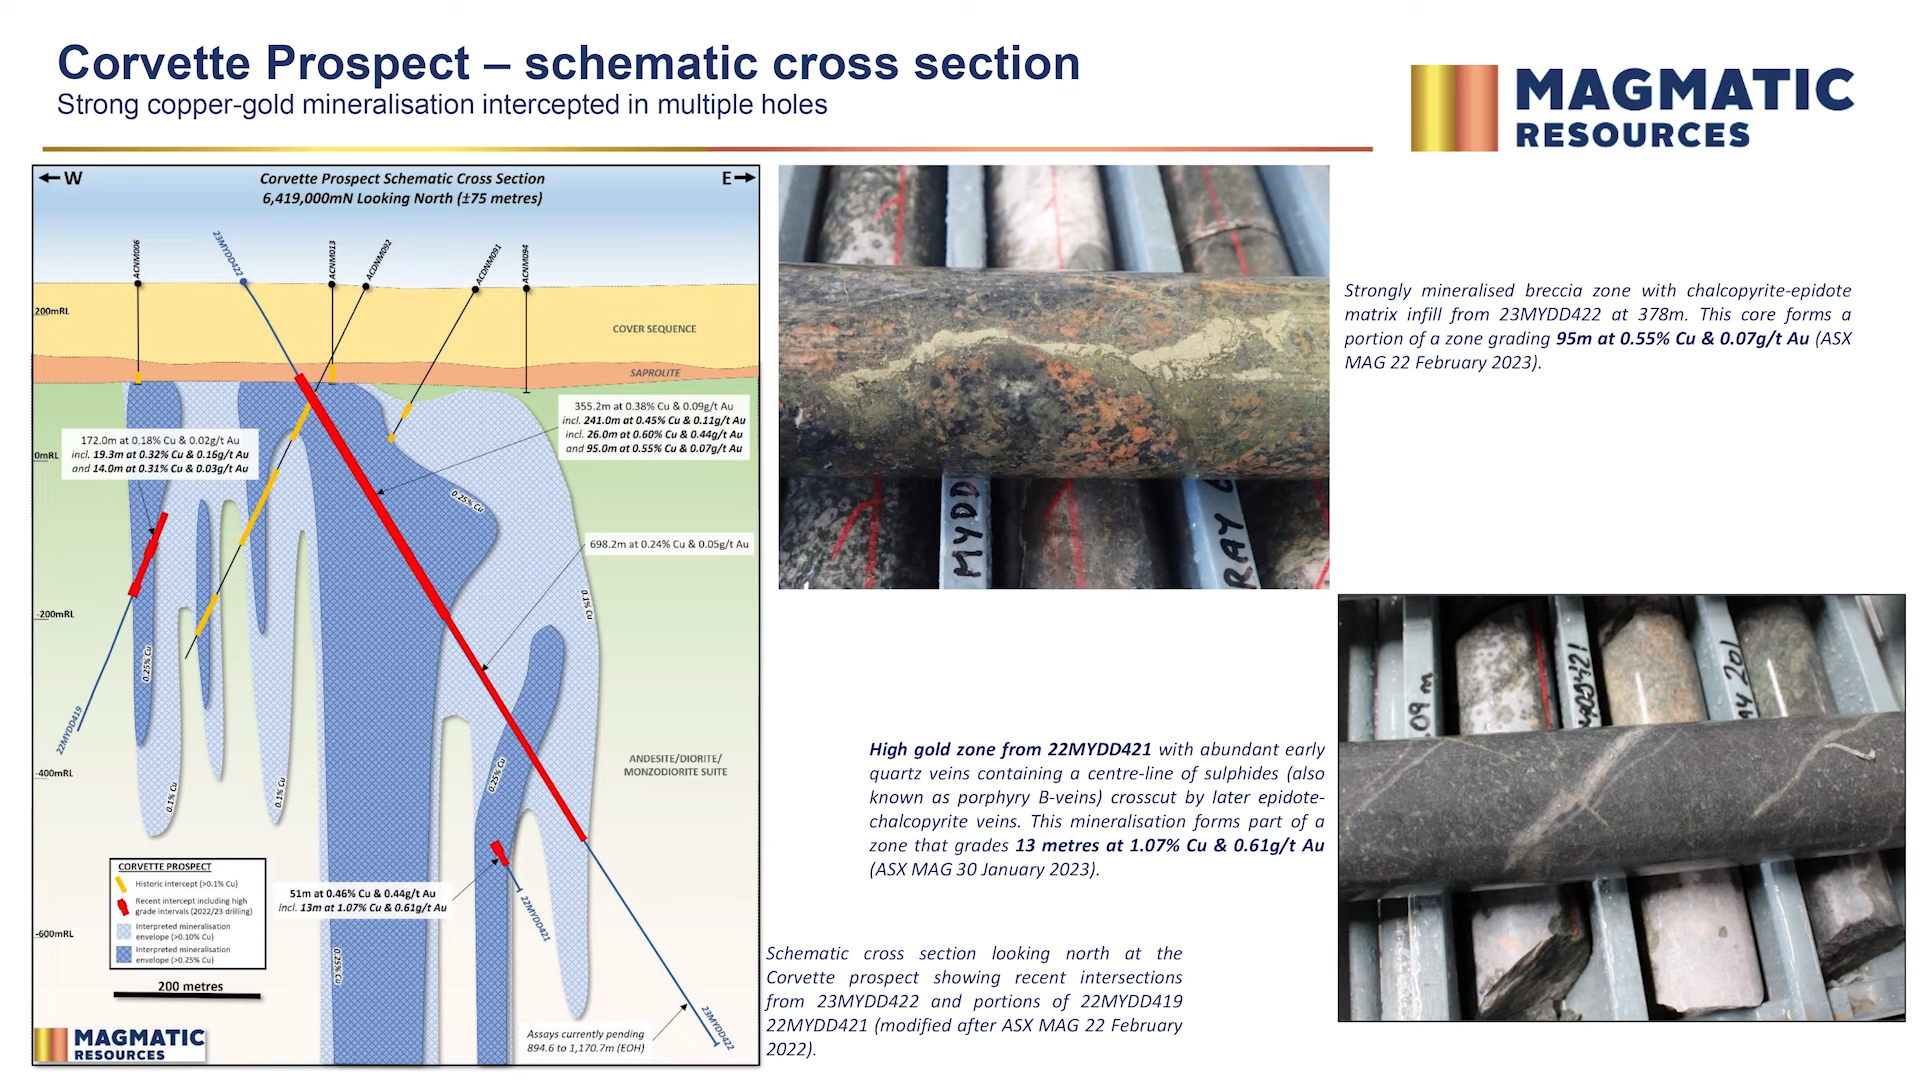 Corvette Prospect – schematic cross section
Strong copper-gold mineralisation intercepted in multiple holes
MAGMATIC
RESOURCES
W
Corvette Prospect Schematic Cross Section
6,419,000mN Looking North (±75 metres)
E
ACNM006
23MYDD422
ACNM013
ACDNM092
ACDNM091
ACNM094
200mRL
COVER SEQUENCE
SAPROLITE
355.2m at 0.38% Cu & 0.09g/t Au
incl. 241.0m at 0.45% Cu & 0.11g/t Au
incl. 26.0m at 0.60% Cu & 0.44g/t Au
and 95.0m at 0.55% Cu & 0.07g/t Au
172.0m at 0.18% Cu & 0.02g/t Au
incl. 19.3m at 0.32% Cu & 0.16g/t Au
and 14.0m at 0.31% Cu & 0.03g/t Au
0mRL
0.25% Cu
698.2m at 0.24% Cu & 0.05g/t Au
0.1% Cu
-200mRL
0.25% Cu
22MYDD419
ANDESITE/DIORITE/
MONZODIORITE SUITE
-400mRL
0.25% Cu
0.1% Cu
0.1% Cu
CORVETTE PROSPECT
Historic intercept (>0.1% Cu)
Recent intercept including high
grade intervals (2022/23 drilling)
Interpreted mineralisation
envelope (>0.10% Cu)
Interpreted mineralisation
envelope (>0.25% Cu)
51m at 0.46% Cu & 0.44g/t Au
incl. 13m at 1.07% Cu & 0.61g/t Au
22MYDD421
-600mRL
0.25% Cu
200 metres
Assays currently pending
894.6 to 1,170.7m (EOH)
23MYDD422
MAGMATIC
RESOURCES
MYDD
RAY
Strongly mineralised breccia zone with chalcopyrite-epidote
matrix infill from 23MYDD422 at 378m. This core forms a
portion of a zone grading 95m at 0.55% Cu & 0.07g/t Au (ASX
MAG 22 February 2023).
High gold zone from 22MYDD421 with abundant early
quartz veins containing a centre-line of sulphides (also
known as porphyry B-veins) crosscut by later epidote-
chalcopyrite veins. This mineralisation forms part of a
zone that grades 13 metres at 1.07% Cu & 0.61g/t Au
(ASX MAG 30 January 2023).
09 m
201
Schematic cross section looking north at the
Corvette prospect showing recent intersections
from 23MYDD422 and portions of 22MYDD419
22MYDD421 (modified after ASX MAG 22 February
2022).